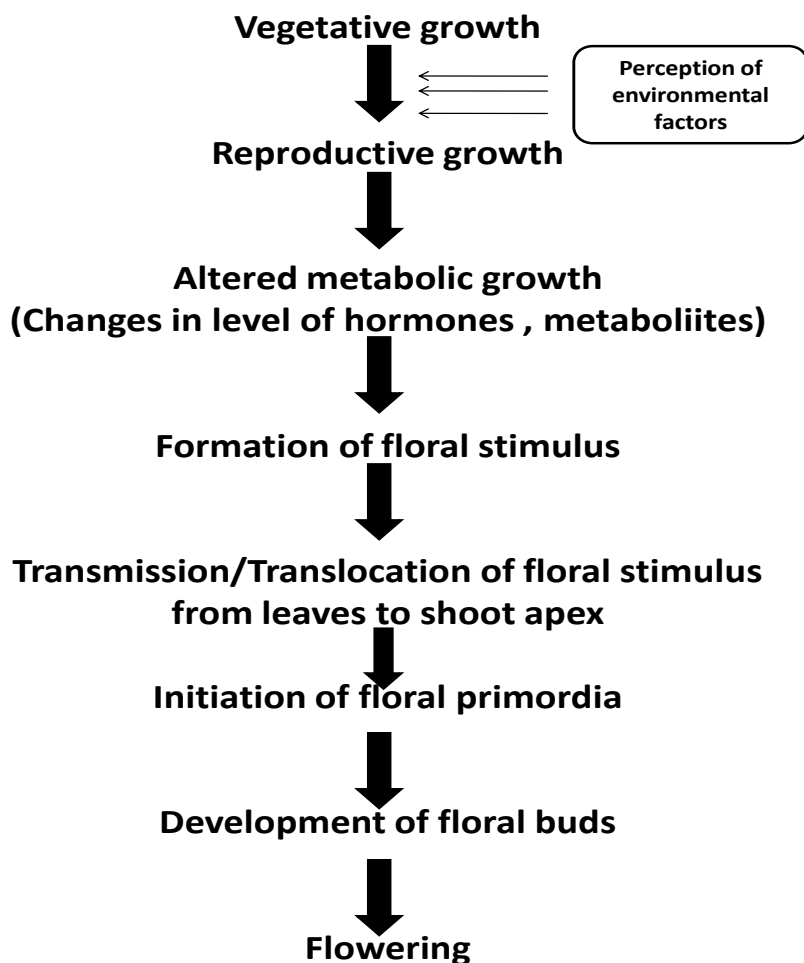 Vegetative growth
Perception of
environmental
factors
Reproductive growth
Altered metabolic growth
(Changes in level of hormones , metaboliites)
Formation of floral stimulus
Transmission/Translocation of floral stimulus
from leaves to shoot apex
Initiation of floral primordia
Development of floral buds
Flowering